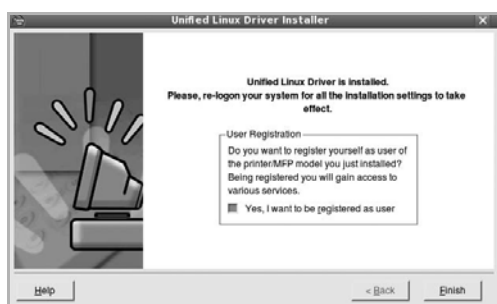 Unified Linux Driver Installer
Unified Linux Driver is installed.
Please, re-logon your system for all the installation settings to take
effect.
User Registration
Do you want to register yourself as user of
the printer/MFP model you just installed?
Being registered you will gain access to
various services.
Yes, I want to be registered as user
Help
< Back
Finish